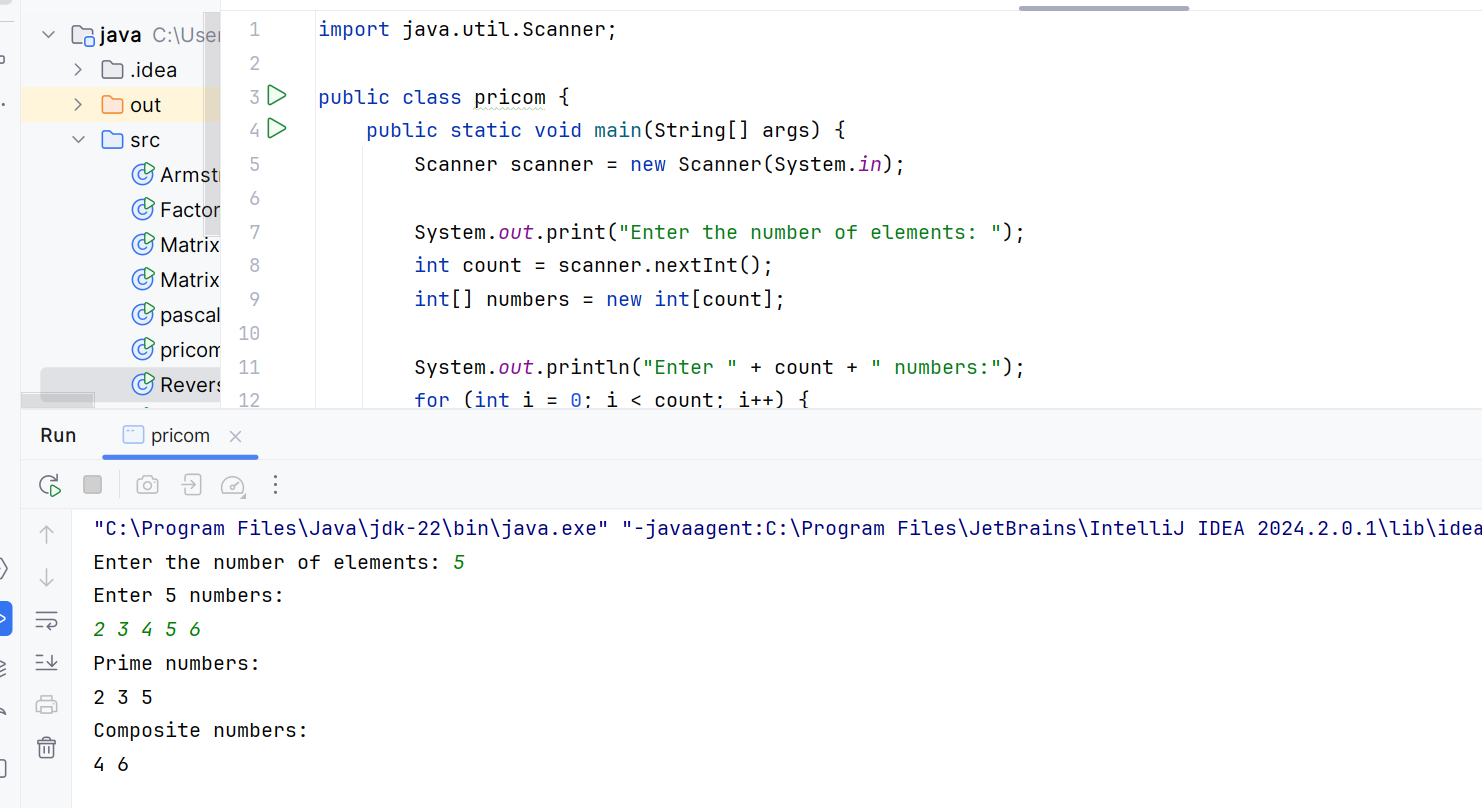 java C:\User
.idea
out
src
Armst
Factor
Matrix
Matrix
pascal
pricom
Revers
1 import java.util.Scanner;
2
3 public class pricom {
4 public static void main(String[] args) {
5 Scanner scanner = new Scanner(System.in);
6
7 System.out.print("Enter the number of elements: ");
8 int count = scanner.nextInt();
9 int[] numbers = new int[count];
10
11 System.out.println("Enter " + count + " numbers:");
12 for (int i = 0; i < count; i++) {
Run pricom
"C:\Program Files\Java\jdk-22\bin\java.exe" "-javaagent:C:\Program Files\JetBrains\IntelliJ IDEA 2024.2.0.1\lib\idea
Enter the number of elements: 5
Enter 5 numbers:
2 3 4 5 6
Prime numbers:
2 3 5
Composite numbers:
4 6